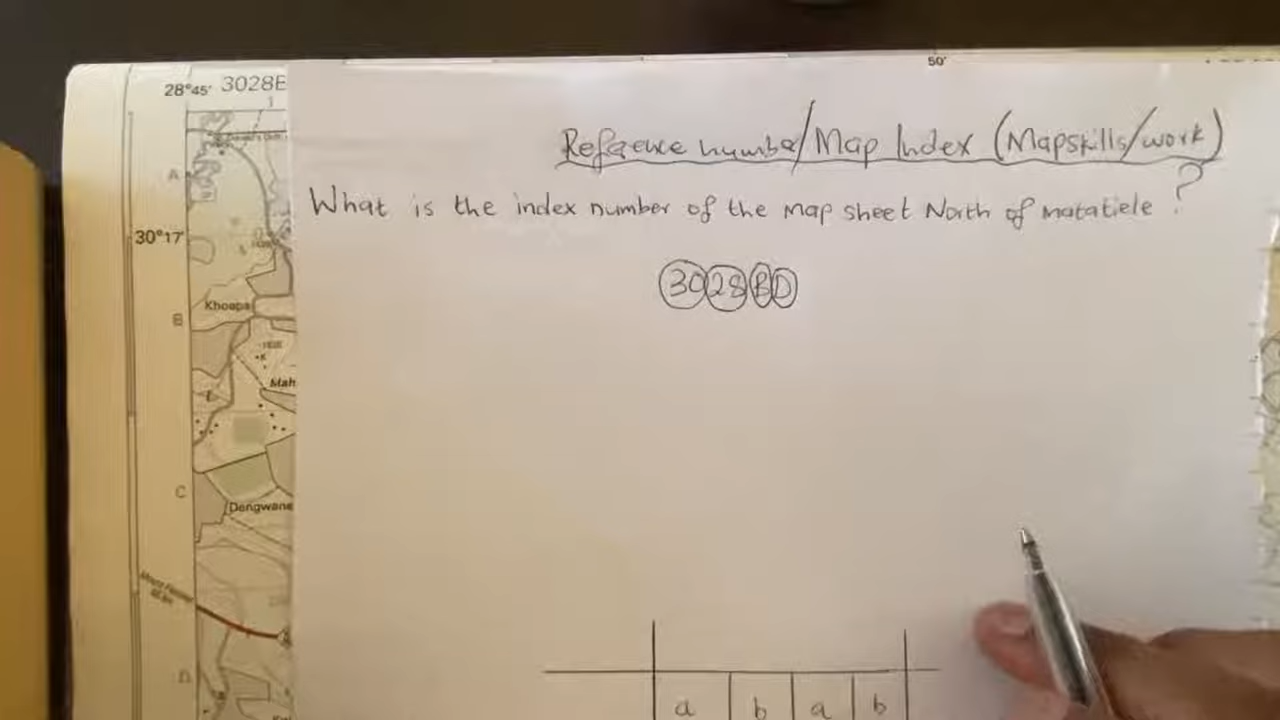 50'
28°45' 3028B
Reference number/Map Index (Mapskills/work)
A
What is the index number of the map sheet North of matatiele ?
30°17'
3028BD
Khoapa
B
Mah
C
Dengwane
D
a b a b